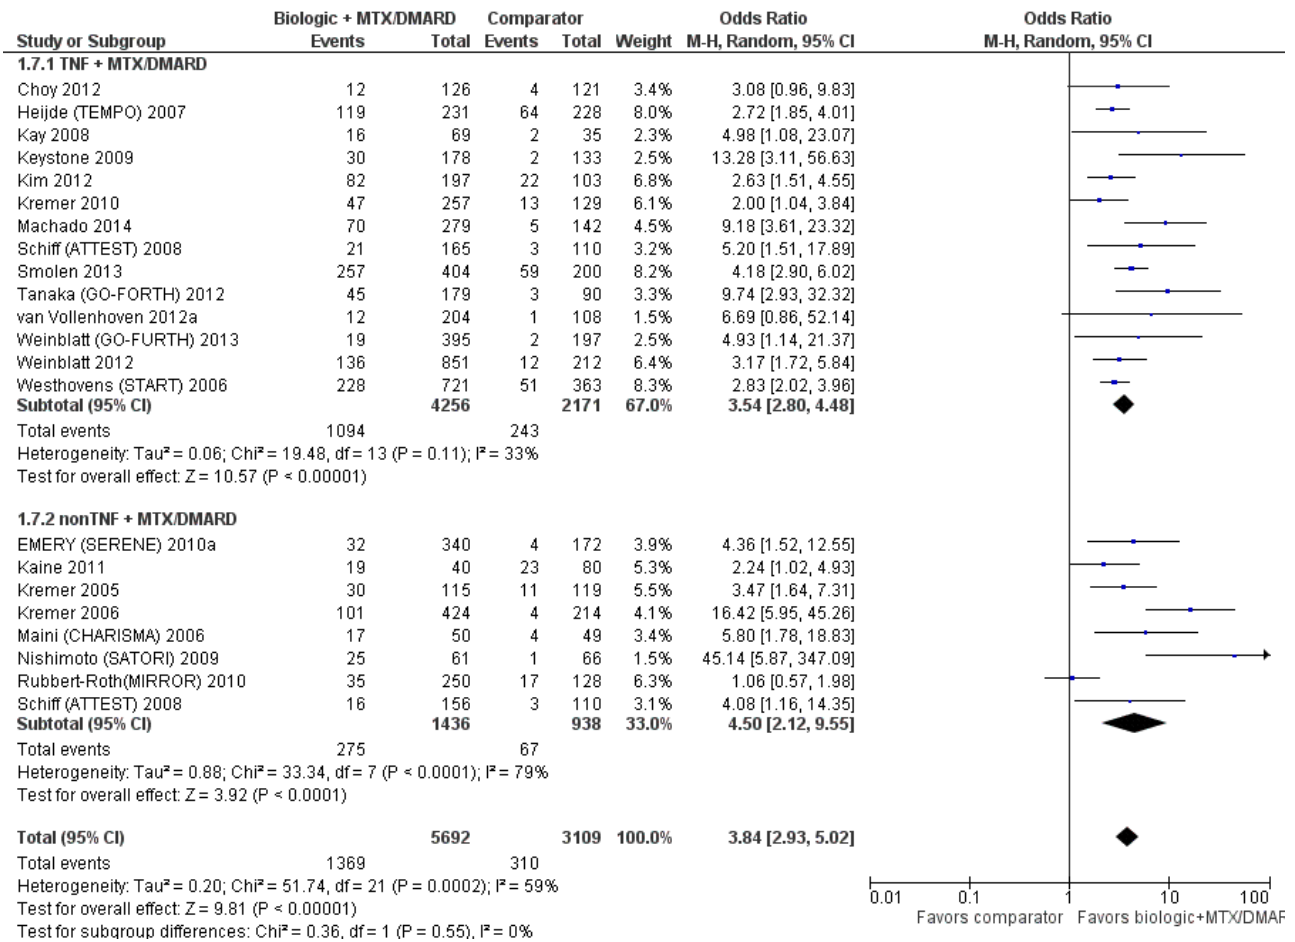 Biologic + MTX/DMARD Comparator Odds Ratio Odds Ratio
Study or Subgroup Events Total Events Total Weight M-H, Random, 95% CI M-H, Random, 95% CI
1.7.1 TNF + MTX/DMARD
Choy 2012 12 126 4 121 3.4% 3.08 [0.96, 9.83]
Heijde (TEMPO) 2007 119 231 64 228 8.0% 2.72 [1.85, 4.01]
Kay 2008 16 69 2 35 2.3% 4.98 [1.08, 23.07]
Keystone 2009 30 178 2 133 2.5% 13.28 [3.11, 56.63]
Kim 2012 82 197 22 103 6.8% 2.63 [1.51, 4.55]
Kremer 2010 47 257 13 129 6.1% 2.00 [1.04, 3.84]
Machado 2014 70 279 5 142 4.5% 9.18 [3.61, 23.32]
Schiff (ATTEST) 2008 21 165 3 110 3.2% 5.20 [1.51, 17.89]
Smolen 2013 257 404 59 200 8.2% 4.18 [2.90, 6.02]
Tanaka (GO-FORTH) 2012 45 179 3 90 3.3% 9.74 [2.93, 32.32]
van Vollenhoven 2012a 12 204 1 108 1.5% 6.69 [0.86, 52.14]
Weinblatt (GO-FURTH) 2013 19 395 2 197 2.5% 4.93 [1.14, 21.37]
Weinblatt 2012 136 851 12 212 6.4% 3.17 [1.72, 5.84]
Westhovens (START) 2006 228 721 51 363 8.3% 2.83 [2.02, 3.96]
Subtotal (95% CI) 4256 2171 67.0% 3.54 [2.80, 4.48]
Total events 1094 243
Heterogeneity: Tau² = 0.06; Chi² = 19.48, df = 13 (P = 0.11); I² = 33%
Test for overall effect: Z = 10.57 (P < 0.00001)
1.7.2 nonTNF + MTX/DMARD
EMERY (SERENE) 2010a 32 340 4 172 3.9% 4.36 [1.52, 12.55]
Kaine 2011 19 40 23 80 5.3% 2.24 [1.02, 4.93]
Kremer 2005 30 115 11 119 5.5% 3.47 [1.64, 7.31]
Kremer 2006 101 424 4 214 4.1% 16.42 [5.95, 45.26]
Maini (CHARISMA) 2006 17 50 4 49 3.4% 5.80 [1.78, 18.83]
Nishimoto (SATORI) 2009 25 61 1 66 1.5% 45.14 [5.87, 347.09]
Rubbert-Roth(MIRROR) 2010 35 250 17 128 6.3% 1.06 [0.57, 1.98]
Schiff (ATTEST) 2008 16 156 3 110 3.1% 4.08 [1.16, 14.35]
Subtotal (95% CI) 1436 938 33.0% 4.50 [2.12, 9.55]
Total events 275 67
Heterogeneity: Tau² = 0.88; Chi² = 33.34, df = 7 (P < 0.0001); I² = 79%
Test for overall effect: Z = 3.92 (P < 0.0001)
Total (95% CI) 5692 3109 100.0% 3.84 [2.93, 5.02]
Total events 1369 310
Heterogeneity: Tau² = 0.20; Chi² = 51.74, df = 21 (P = 0.0002); I² = 59%
Test for overall effect: Z = 9.81 (P < 0.00001)
Test for subgroup differences: Chi² = 0.36, df = 1 (P = 0.55), I² = 0%
0.01 0.1 1 10 100
Favors comparator Favors biologic+MTX/DMAR